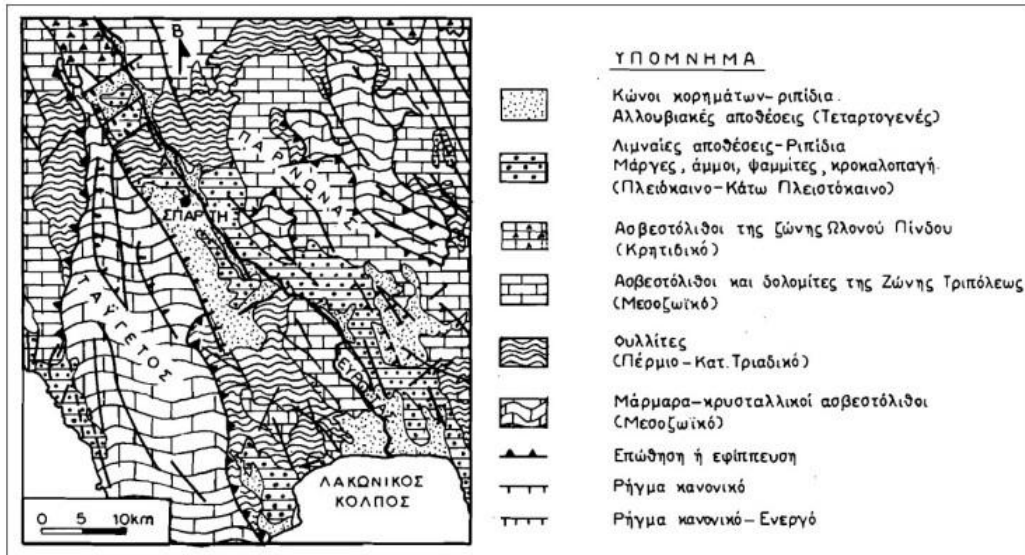 Β
ΠΑΡΝΩΝΑΣ
ΣΠΑΡΤΗ
ΤΑΫΓΕΤΟΣ
ΛΑΚΩΝΙΚΟΣ
ΚΟΛΠΟΣ
0 5 10km
ΥΠΟΜΝΗΜΑ
Κώνοι κορημάτων-ριπίδια.
Αλλουβιακές αποθέσεις (Τεταρτογενές)
Λιμναίες αποθέσεις-Ριπίδια
Μάργες, άμμοι, ψαμμίτες, κροκαλοπαγή.
(Πλειόκαινο-Κάτω Πλειστόκαινο)
Ασβεστόλιθοι της ζώνης Ωλονού Πίνδου
(Κρητιδικό)
Ασβεστόλιθοι και δολομίτες της Ζώνης Τριπόλεως
(Μεσοζωϊκό)
Φυλλίτες
(Πέρμιο-Κατ. Τριαδικό)
Μάρμαρα-κρυσταλλικοί ασβεστόλιθοι
(Μεσοζωϊκό)
Επώθηση ή εφίππευση
Ρήγμα κανονικό
Ρήγμα κανονικό-Ενεργό